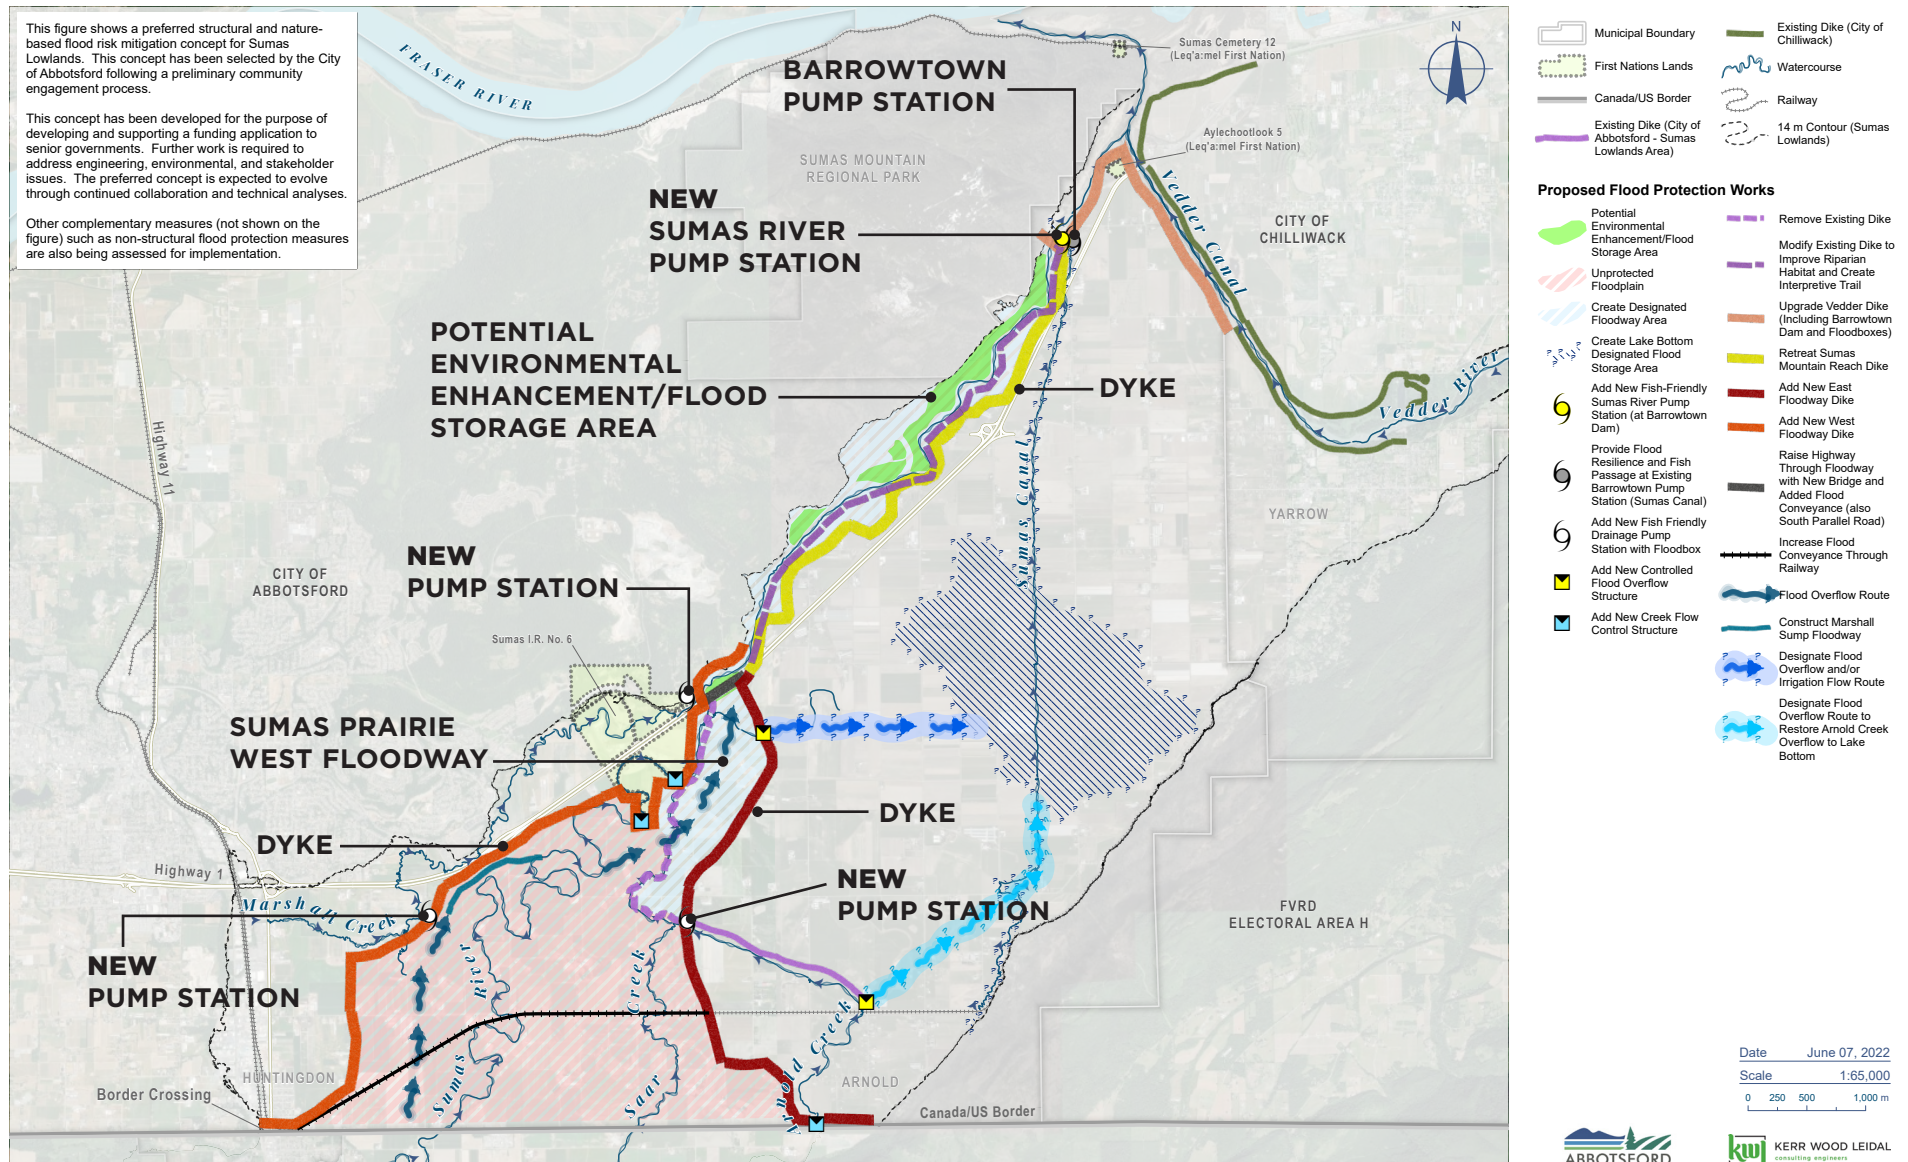 This figure shows a preferred structural and nature-
based flood risk mitigation concept for Sumas
Lowlands. This concept has been selected by the City
of Abbotsford following a preliminary community
engagement process.
This concept has been developed for the purpose of
developing and supporting a funding application to
senior governments. Further work is required to
address engineering, environmental, and stakeholder
issues. The preferred concept is expected to evolve
through continued collaboration and technical analyses.
Other complementary measures (not shown on the
figure) such as non-structural flood protection measures
are also being assessed for implementation.
FRASER RIVER
N
Sumas Cemetery 12
(Leq'a:mel First Nation)
BARROWTOWN
PUMP STATION
Aylechootlook 5
(Leq'a:mel First Nation)
SUMAS MOUNTAIN
REGIONAL PARK
Vedder Canal
NEW
SUMAS RIVER
PUMP STATION
CITY OF
CHILLIWACK
POTENTIAL
ENVIRONMENTAL
ENHANCEMENT/FLOOD
STORAGE AREA
DYKE
Vedder River
Highway 11
Sumas Canal
YARROW
NEW
PUMP STATION
CITY OF
ABBOTSFORD
Sumas I.R. No. 6
SUMAS PRAIRIE
WEST FLOODWAY
DYKE
DYKE
Highway 1
Marshall Creek
NEW
PUMP STATION
FVRD
ELECTORAL AREA H
NEW
PUMP STATION
Sumas River
Saar Creek
Arnold Creek
HUNTINGDON
ARNOLD
Border Crossing
Canada/US Border
Municipal Boundary
First Nations Lands
Canada/US Border
Existing Dike (City of
Abbotsford - Sumas
Lowlands Area)
Existing Dike (City of
Chilliwack)
Watercourse
Railway
14 m Contour (Sumas
Lowlands)
Proposed Flood Protection Works
Potential
Environmental
Enhancement/Flood
Storage Area
Unprotected
Floodplain
Create Designated
Floodway Area
Create Lake Bottom
Designated Flood
Storage Area
Add New Fish-Friendly
Sumas River Pump
Station (at Barrowtown
Dam)
Provide Flood
Resilience and Fish
Passage at Existing
Barrowtown Pump
Station (Sumas Canal)
Add New Fish Friendly
Drainage Pump
Station with Floodbox
Add New Controlled
Flood Overflow
Structure
Add New Creek Flow
Control Structure
Remove Existing Dike
Modify Existing Dike to
Improve Riparian
Habitat and Create
Interpretive Trail
Upgrade Vedder Dike
(Including Barrowtown
Dam and Floodboxes)
Retreat Sumas
Mountain Reach Dike
Add New East
Floodway Dike
Add New West
Floodway Dike
Raise Highway
Through Floodway
with New Bridge and
Added Flood
Conveyance (also
South Parallel Road)
Increase Flood
Conveyance Through
Railway
Flood Overflow Route
Construct Marshall
Sump Floodway
Designate Flood
Overflow and/or
Irrigation Flow Route
Designate Flood
Overflow Route to
Restore Arnold Creek
Overflow to Lake
Bottom
Date June 07, 2022
Scale 1:65,000
0 250 500 1,000 m
ABBOTSFORD
kwl KERR WOOD LEIDAL
consulting engineers